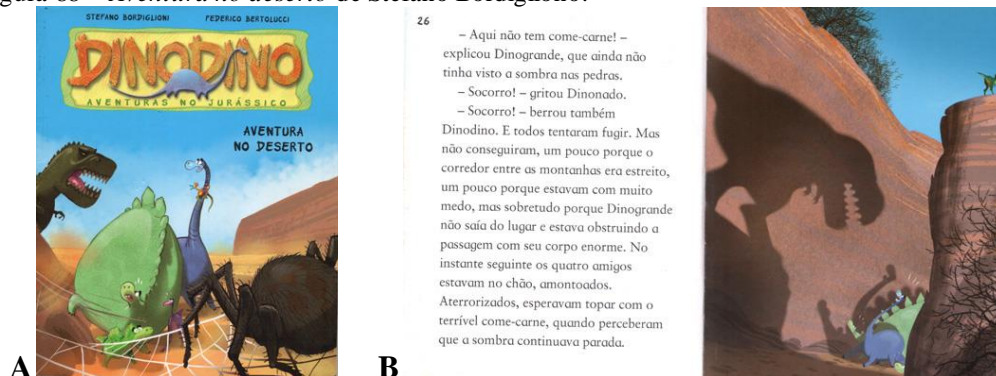 Aventura no deserto de Stefano Bordiglioni.
STEFANO BORDIGLIONI FEDERICO BERTOLUCCI
DINODINO
AVENTURAS NO JURÁSSICO
AVENTURA
NO DESERTO
A
26
– Aqui não tem come-carne! –
explicou Dinogrande, que ainda não
tinha visto a sombra nas pedras.
– Socorro! – gritou Dinonado.
– Socorro! – berrou também
Dinodino. E todos tentaram fugir. Mas
não conseguiram, um pouco porque o
corredor entre as montanhas era estreito,
um pouco porque estavam com muito
medo, mas sobretudo porque Dinogrande
não saía do lugar e estava obstruindo a
passagem com seu corpo enorme. No
instante seguinte os quatro amigos
estavam no chão, amontoados.
Aterrorizados, esperavam topar com o
terrível come-carne, quando perceberam
que a sombra continuava parada.
B